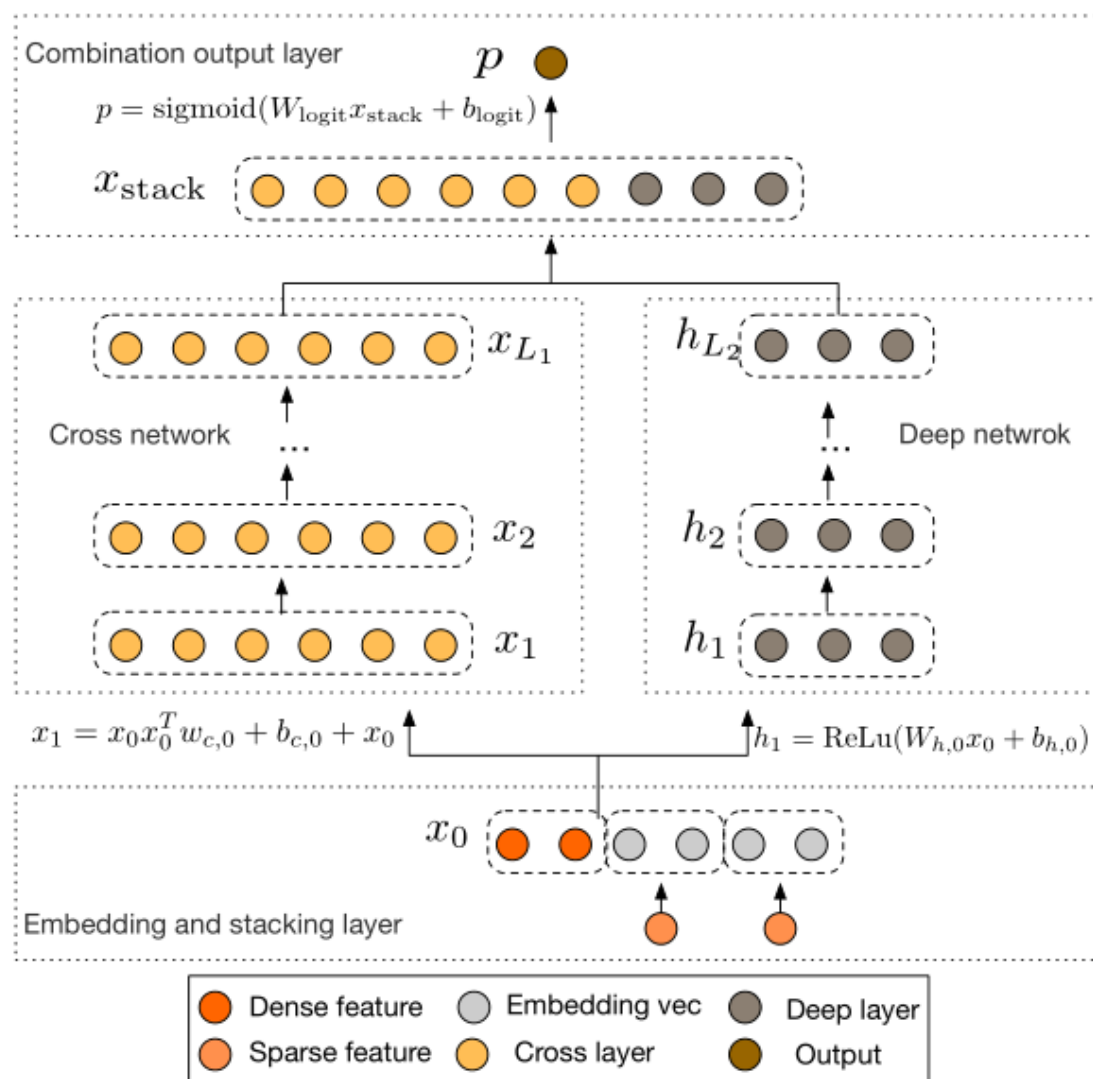 Combination output layer
p
p = sigmoid(W_logit x_stack + b_logit)
x_stack
x_{L_1}
h_{L_2}
Cross network
...
...
Deep netwrok
x_2
h_2
x_1
h_1
x_1 = x_0 x_0^T w_{c,0} + b_{c,0} + x_0
h_1 = ReLu(W_{h,0} x_0 + b_{h,0})
x_0
Embedding and stacking layer
Dense feature
Embedding vec
Deep layer
Sparse feature
Cross layer
Output